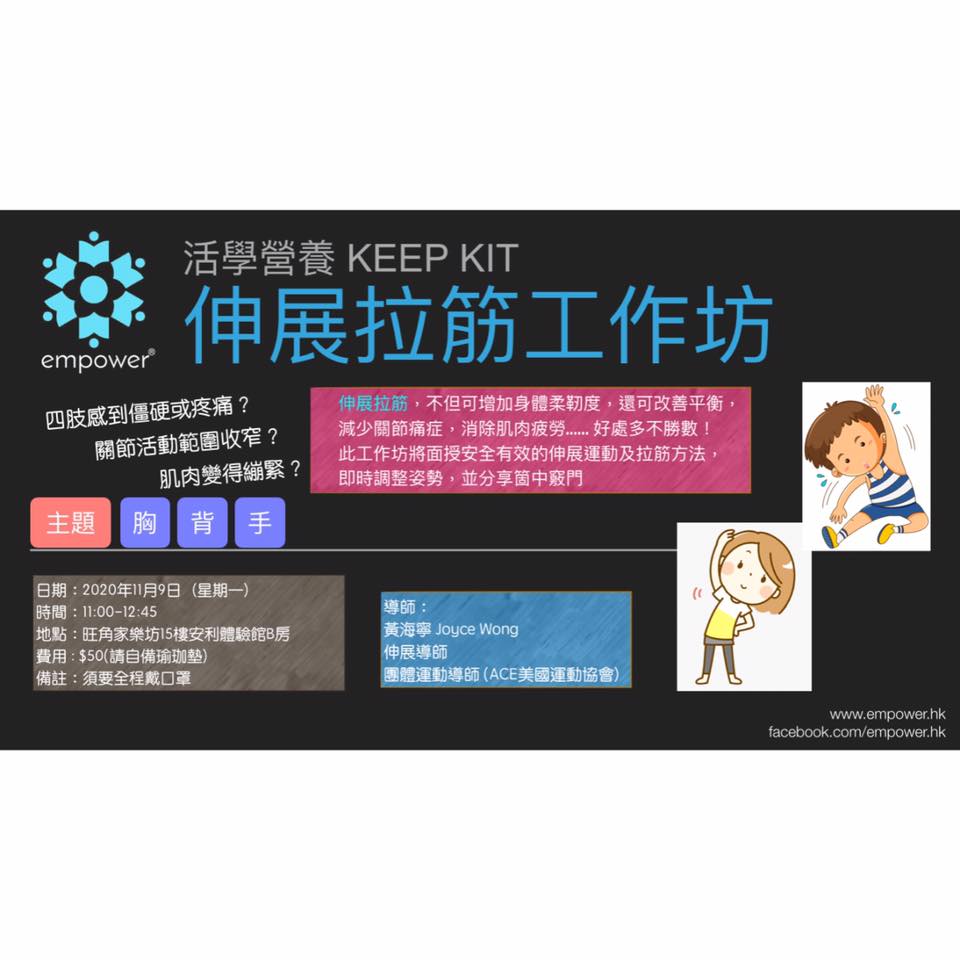 empower®
活學營養 KEEP KIT
伸展拉筋工作坊
四肢感到僵硬或疼痛？
關節活動範圍收窄？
肌肉變得繃緊？
伸展拉筋，不但可增加身體柔軔度，還可改善平衡，
減少關節痛症，消除肌肉疲勞...... 好處多不勝數！
此工作坊將面授安全有效的伸展運動及拉筋方法，
即時調整姿勢，並分享箇中竅門
主題 胸 背 手
日期：2020年11月9日（星期一）
時間：11:00-12:45
地點：旺角家樂坊15樓安利體驗館B房
費用：$50(請自備瑜珈墊)
備註：須要全程戴口罩
導師：
黃海寧 Joyce Wong
伸展導師
團體運動導師 (ACE美國運動協會)
www.empower.hk
facebook.com/empower.hk